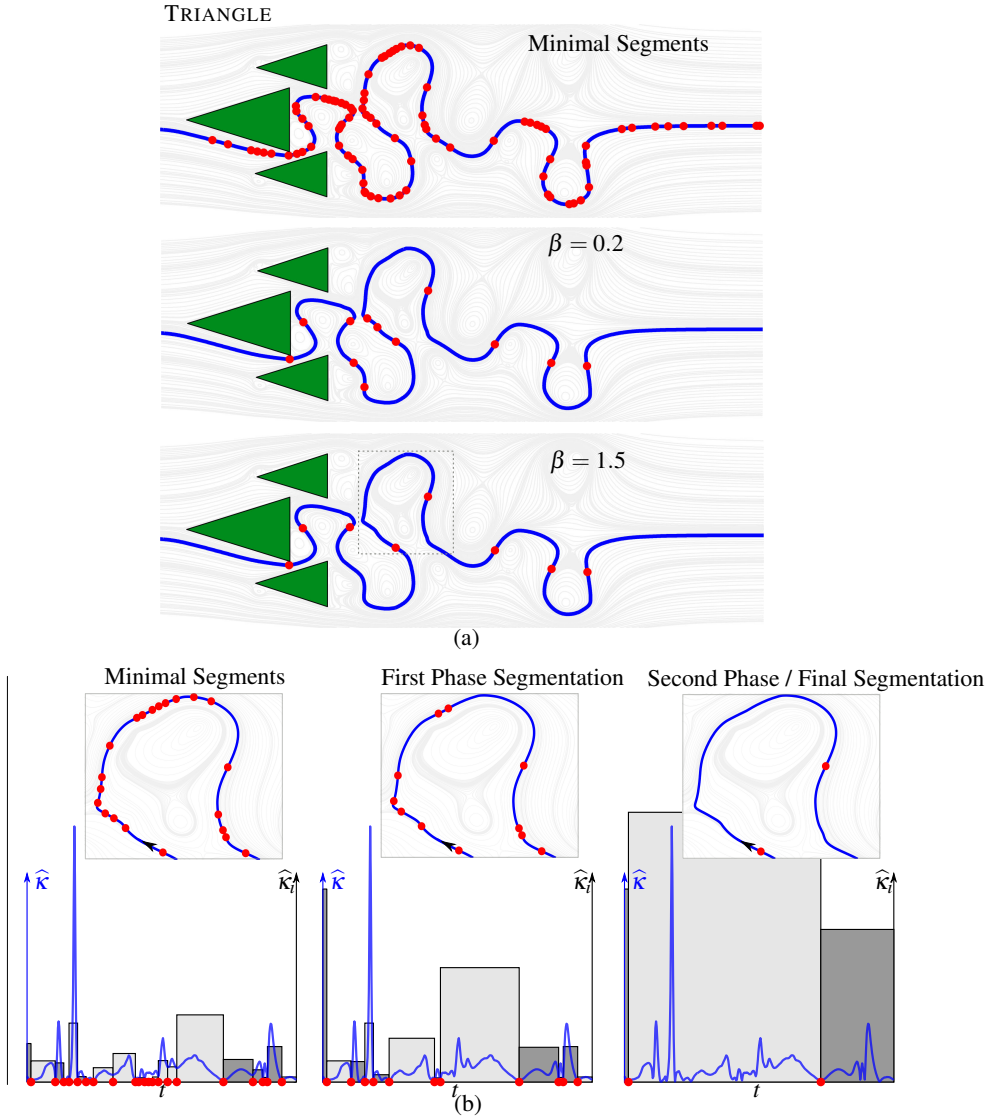 TRIANGLE
Minimal Segments
β = 0.2
β = 1.5
(a)
Minimal Segments
First Phase Segmentation
Second Phase / Final Segmentation
κ̂
κ̂ᵢ
κ̂
κ̂ᵢ
κ̂
κ̂ᵢ
t
t
t
(b)